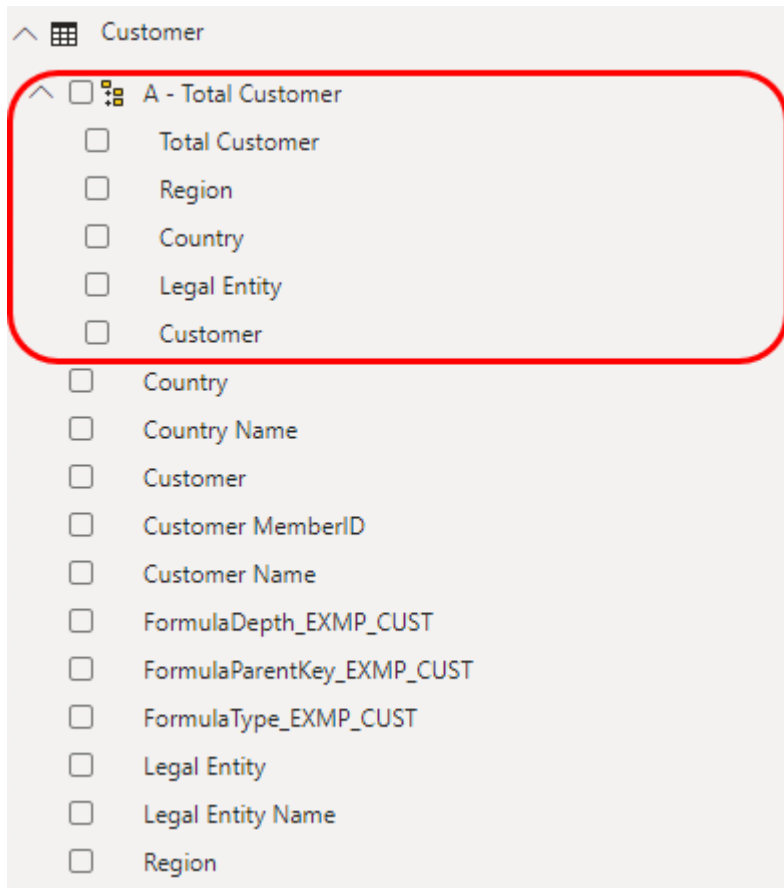 Customer
A - Total Customer
Total Customer
Region
Country
Legal Entity
Customer
Country
Country Name
Customer
Customer MemberID
Customer Name
FormulaDepth_EXMP_CUST
FormulaParentKey_EXMP_CUST
FormulaType_EXMP_CUST
Legal Entity
Legal Entity Name
Region